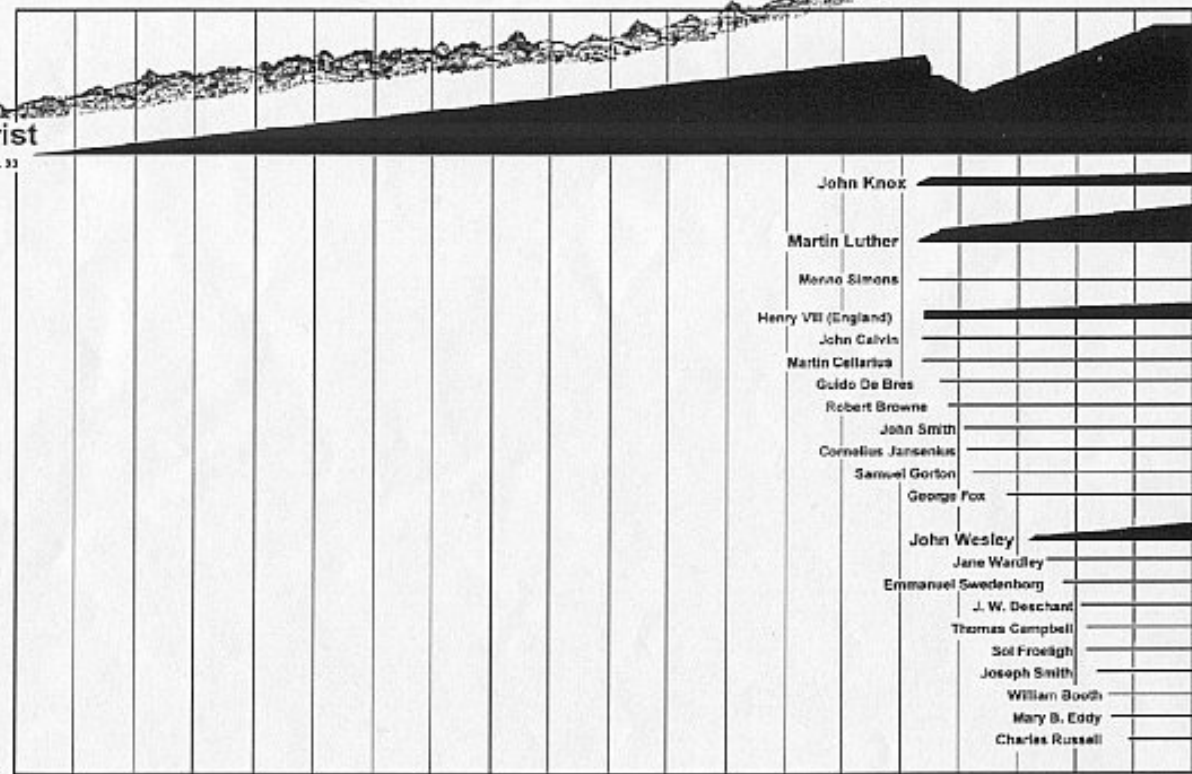 rist
33
John Knox
Martin Luther
Menno Simons
Henry VIII (England)
John Calvin
Martin Cellarius
Guido De Bres
Robert Browne
John Smith
Cornelius Jansenius
Samuel Gorton
George Fox
John Wesley
Jane Wardley
Emmanuel Swedenborg
J. W. Deschant
Thomas Campbell
Sol Froeligh
Joseph Smith
William Booth
Mary B. Eddy
Charles Russell